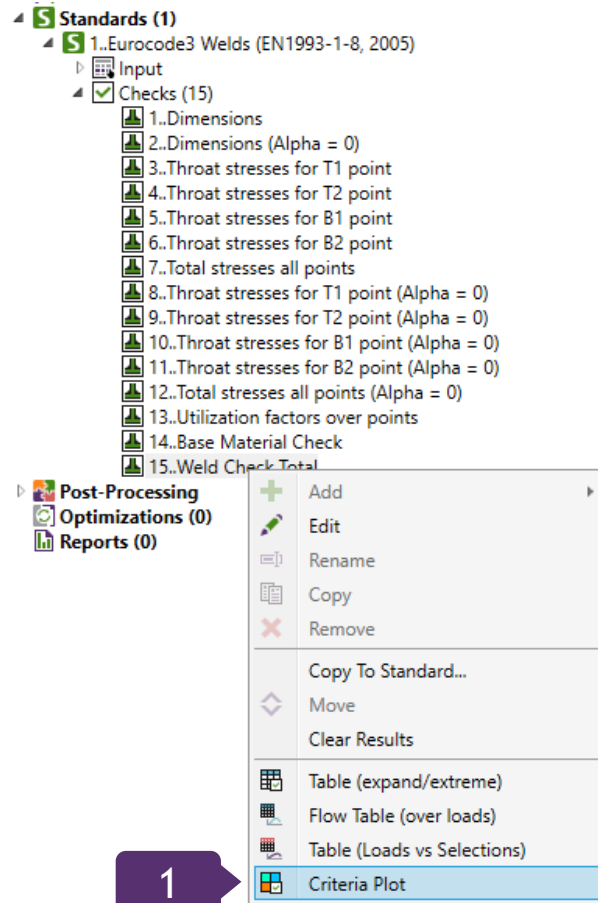 Standards (1)
1..Eurocode3 Welds (EN1993-1-8, 2005)
Input
Checks (15)
1..Dimensions
2..Dimensions (Alpha = 0)
3..Throat stresses for T1 point
4..Throat stresses for T2 point
5..Throat stresses for B1 point
6..Throat stresses for B2 point
7..Total stresses all points
8..Throat stresses for T1 point (Alpha = 0)
9..Throat stresses for T2 point (Alpha = 0)
10..Throat stresses for B1 point (Alpha = 0)
11..Throat stresses for B2 point (Alpha = 0)
12..Total stresses all points (Alpha = 0)
13..Utilization factors over points
14..Base Material Check
15..Weld Check Total
Post-Processing
Optimizations (0)
Reports (0)
Add
Edit
Rename
Copy
Remove
Copy To Standard...
Move
Clear Results
Table (expand/extreme)
Flow Table (over loads)
Table (Loads vs Selections)
1 Criteria Plot